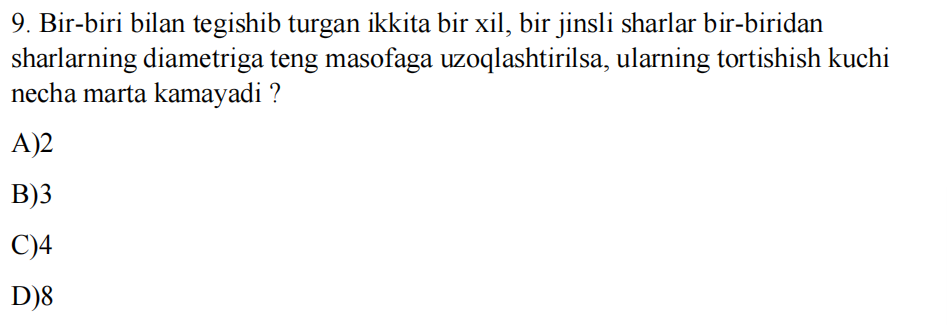 9. Bir-biri bilan tegishib turgan ikkita bir xil, bir jinsli sharlar bir-biridan
sharlarning diametriga teng masofaga uzoqlashtirilsa, ularning tortishish kuchi
necha marta kamayadi ?
A)2
B)3
C)4
D)8